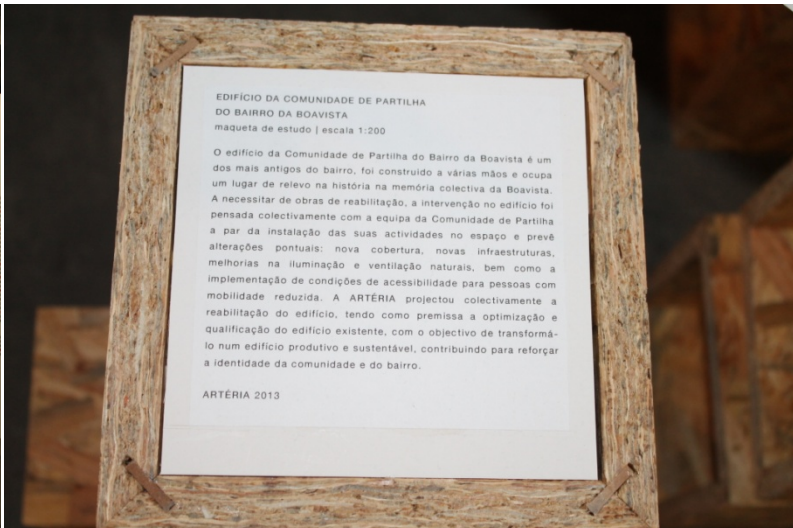 EDIFÍCIO DA COMUNIDADE DE PARTILHA
DO BAIRRO DA BOAVISTA
maqueta de estudo | escala 1:200
O edifício da Comunidade de Partilha do Bairro da Boavista é um
dos mais antigos do bairro, foi construido a várias mãos e ocupa
um lugar de relevo na história na memória colectiva da Boavista.
A necessitar de obras de reabilitação, a intervenção no edifício foi
pensada colectivamente com a equipa da Comunidade de Partilha
a par da instalação das suas actividades no espaço e prevê
alterações pontuais: nova cobertura, novas infraestruturas,
melhorias na iluminação e ventilação naturais, bem como a
implementação de condições de acessibilidade para pessoas com
mobilidade reduzida. A ARTÉRIA projectou colectivamente a
reabilitação do edifício, tendo como premissa a optimização e
qualificação do edifício existente, com o objectivo de transformá-
lo num edifício produtivo e sustentável, contribuindo para reforçar
a identidade da comunidade e do bairro.
ARTÉRIA 2013